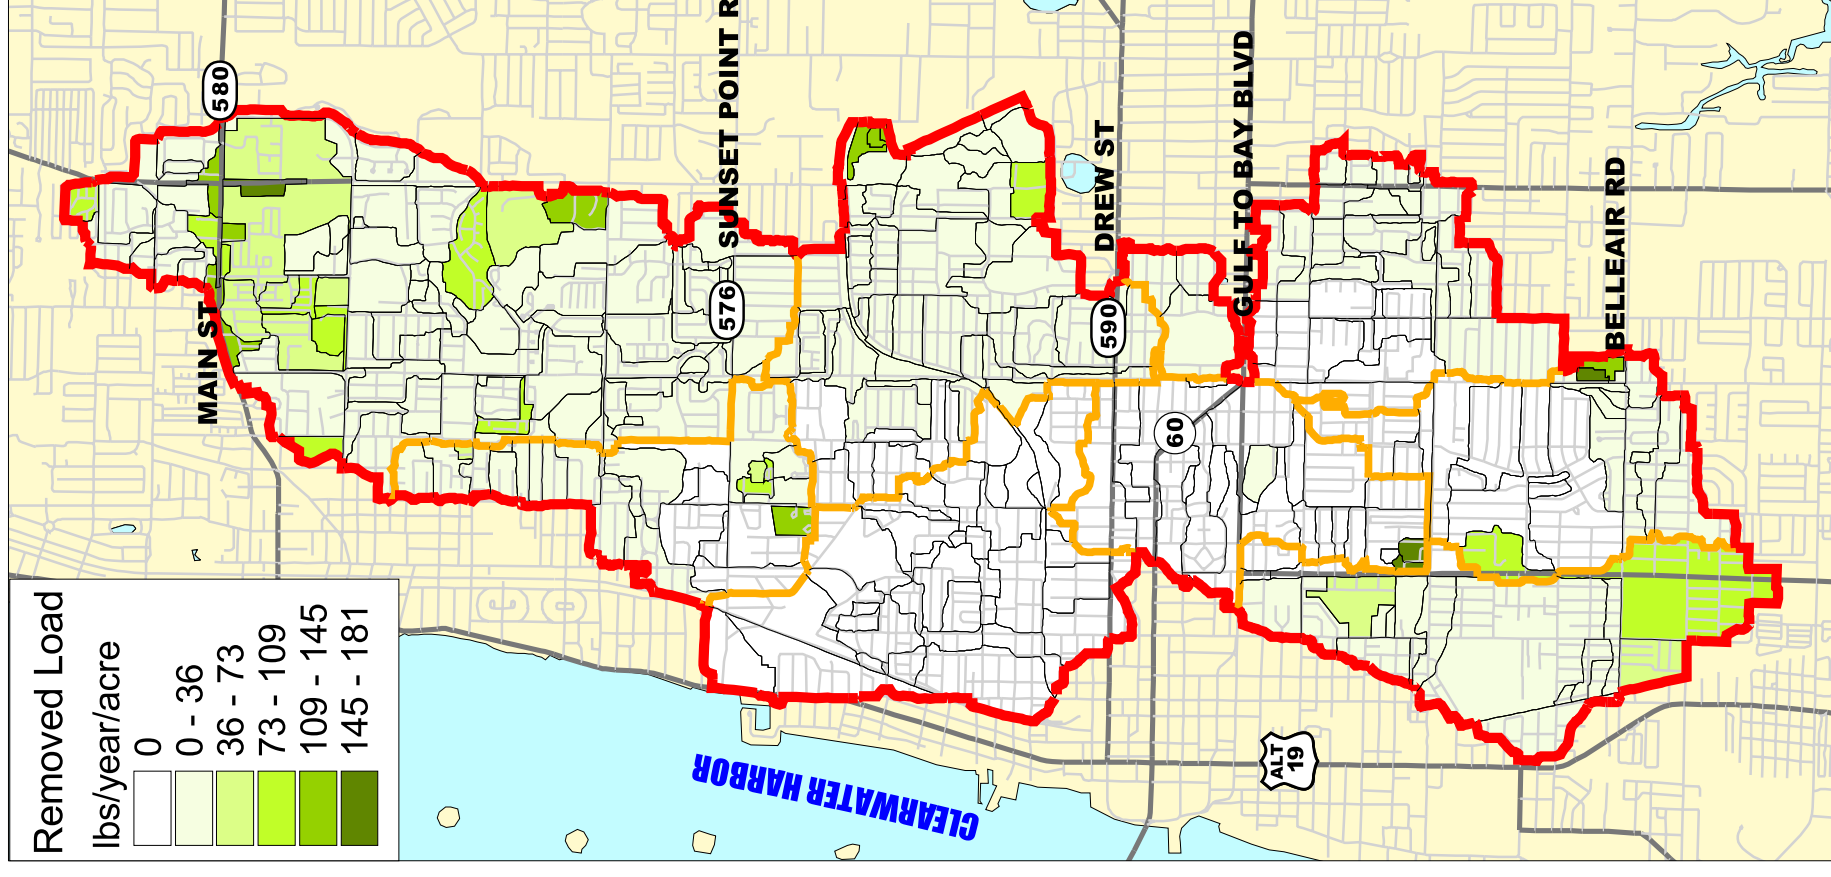 Removed Load
lbs/year/acre
0
0 - 36
36 - 73
73 - 109
109 - 145
145 - 181
580
MAIN ST
SUNSET POINT R
576
DREW ST
590
GULF TO BAY BLVD
60
BELLEAIR RD
ALT
19
CLEARWATER HARBOR